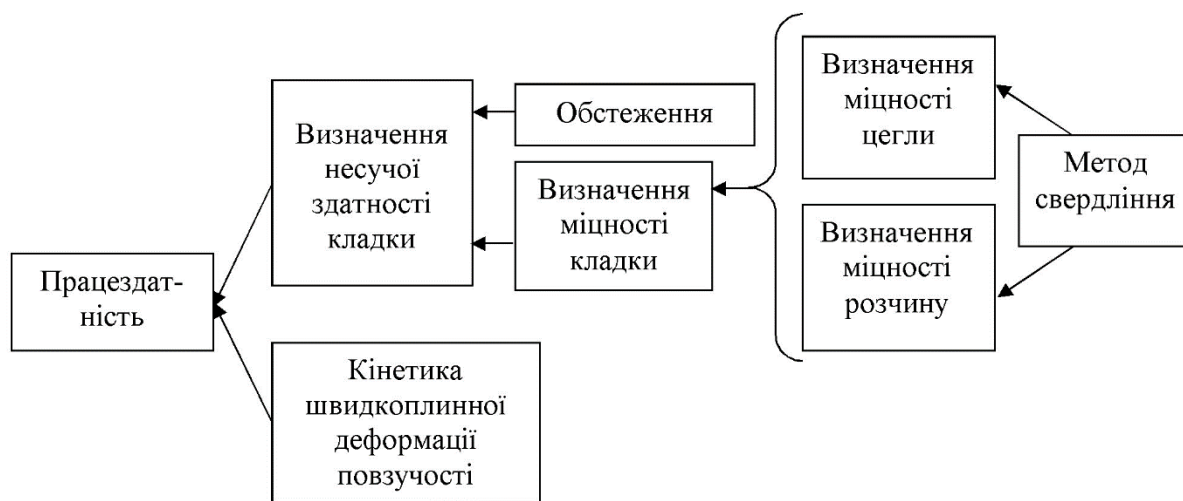 Працездат-
ність
Визначення
несучої
здатності
кладки
Кінетика
швидкоплинної
деформації
повзучості
Обстеження
Визначення
міцності
кладки
Визначення
міцності
цегли
Визначення
міцності
розчину
Метод
свердління